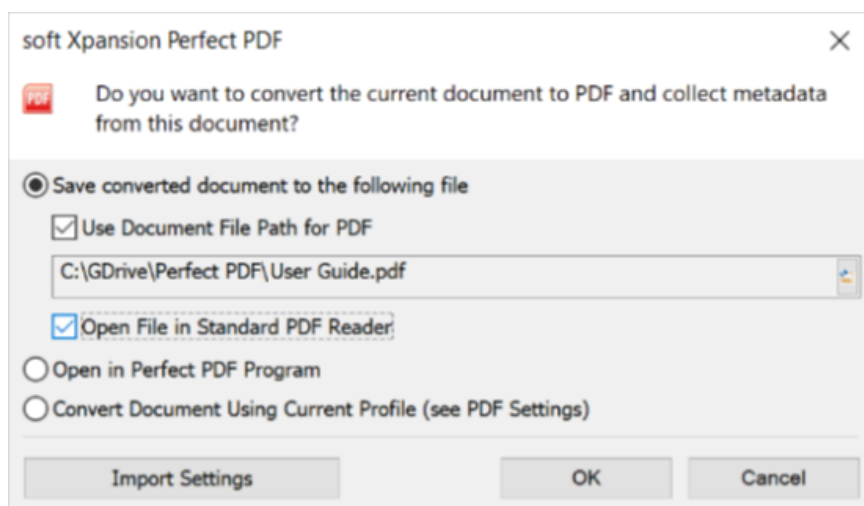 soft Xpansion Perfect PDF
PDF
Do you want to convert the current document to PDF and collect metadata
from this document?
Save converted document to the following file
Use Document File Path for PDF
C:\GDrive\Perfect PDF\User Guide.pdf
Open File in Standard PDF Reader
Open in Perfect PDF Program
Convert Document Using Current Profile (see PDF Settings)
Import Settings
OK
Cancel